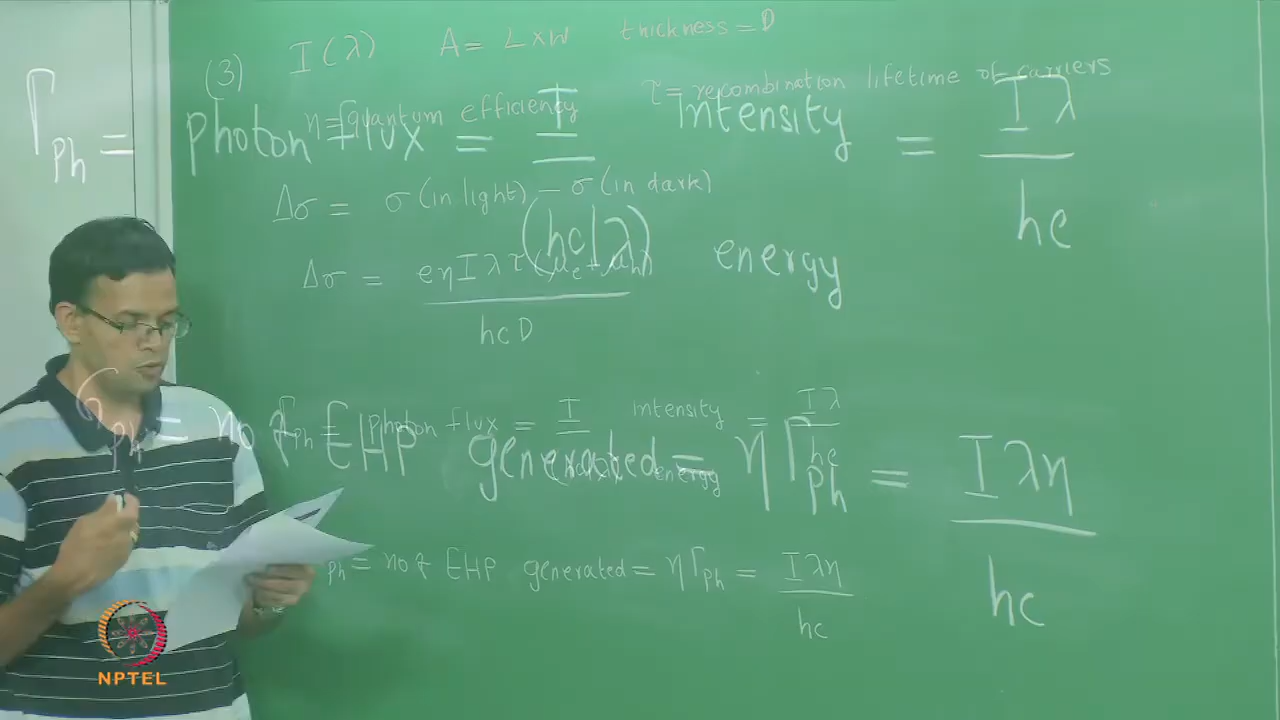 (3) I(λ) A = L×W thickness = D
τ = recombination lifetime of carriers
η = quantum efficiency
Γph = photon flux = I intensity = Iλ
(hc/λ) energy hc
Δσ = σ(in light) − σ(in dark)
Δσ = eηIλτ(μe + μh)
hc D
Γph = photon flux = I intensity = Iλ
energy hc
Gph = no of EHP generated = ηΓph = Iλη
hc
ph = no of EHP generated = ηΓph = Iλη
hc
NPTEL